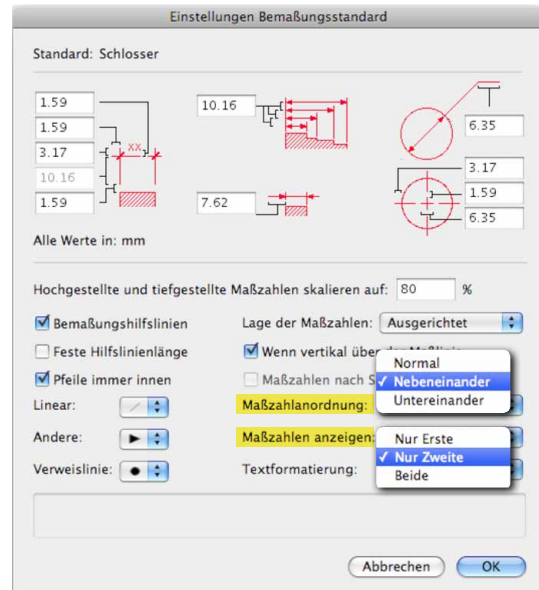 Einstellungen Bemaßungsstandard
Standard: Schlosser
1.59
1.59
3.17
10.16
1.59
XX
10.16
7.62
6.35
3.17
1.59
6.35
Alle Werte in: mm
Hochgestellte und tiefgestellte Maßzahlen skalieren auf: 80 %
Bemaßungshilfslinien
Lage der Maßzahlen: Ausgerichtet
Feste Hilfslinienlänge
Wenn vertikal über der Maßlinie
Pfeile immer innen
Maßzahlen nach S
Normal
Nebeneinander
Untereinander
Linear:
Maßzahlanordnung:
Andere:
Maßzahlen anzeigen:
Nur Erste
Nur Zweite
Beide
Verweislinie:
Textformatierung:
Abbrechen OK